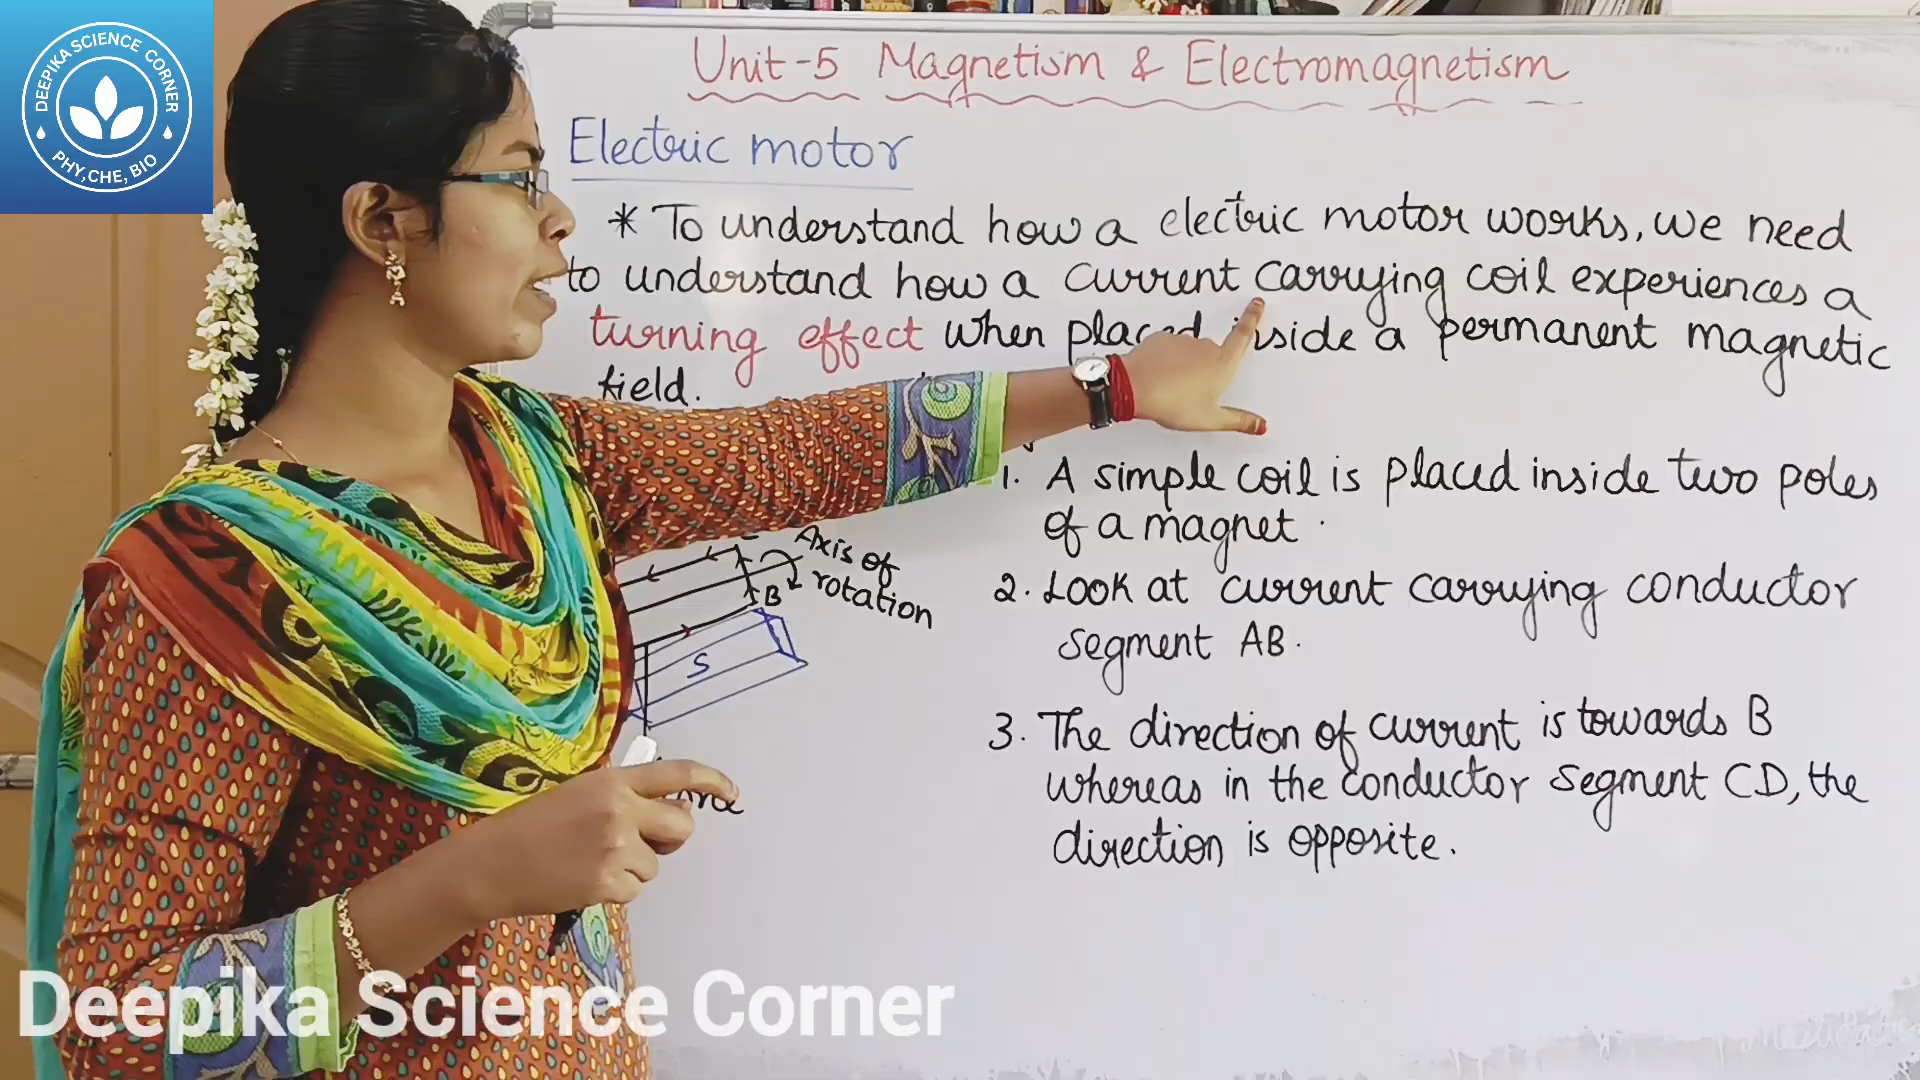 DEEPIKA SCIENCE CORNER
PHY,CHE, BIO
Unit-5 Magnetism & Electromagnetism
Electric motor
* To understand how a electric motor works, we need
to understand how a current carrying coil experiences a
turning effect when placed inside a permanent magnetic
field.
1. A simple coil is placed inside two poles
of a magnet.
Axis of
rotation
B
S
2. Look at current carrying conductor
segment AB.
3. The direction of current is towards B
whereas in the conductor segment CD, the
direction is opposite.
Deepika Science Corner